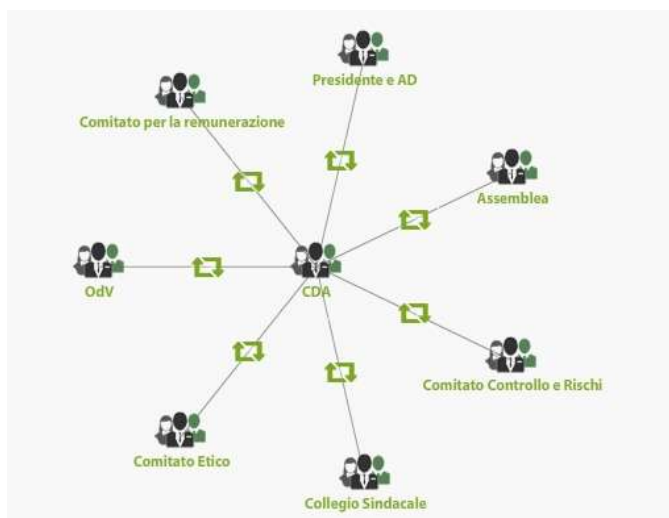 Presidente e AD
Comitato per la remunerazione
Assemblea
OdV
CDA
Comitato Controllo e Rischi
Comitato Etico
Collegio Sindacale